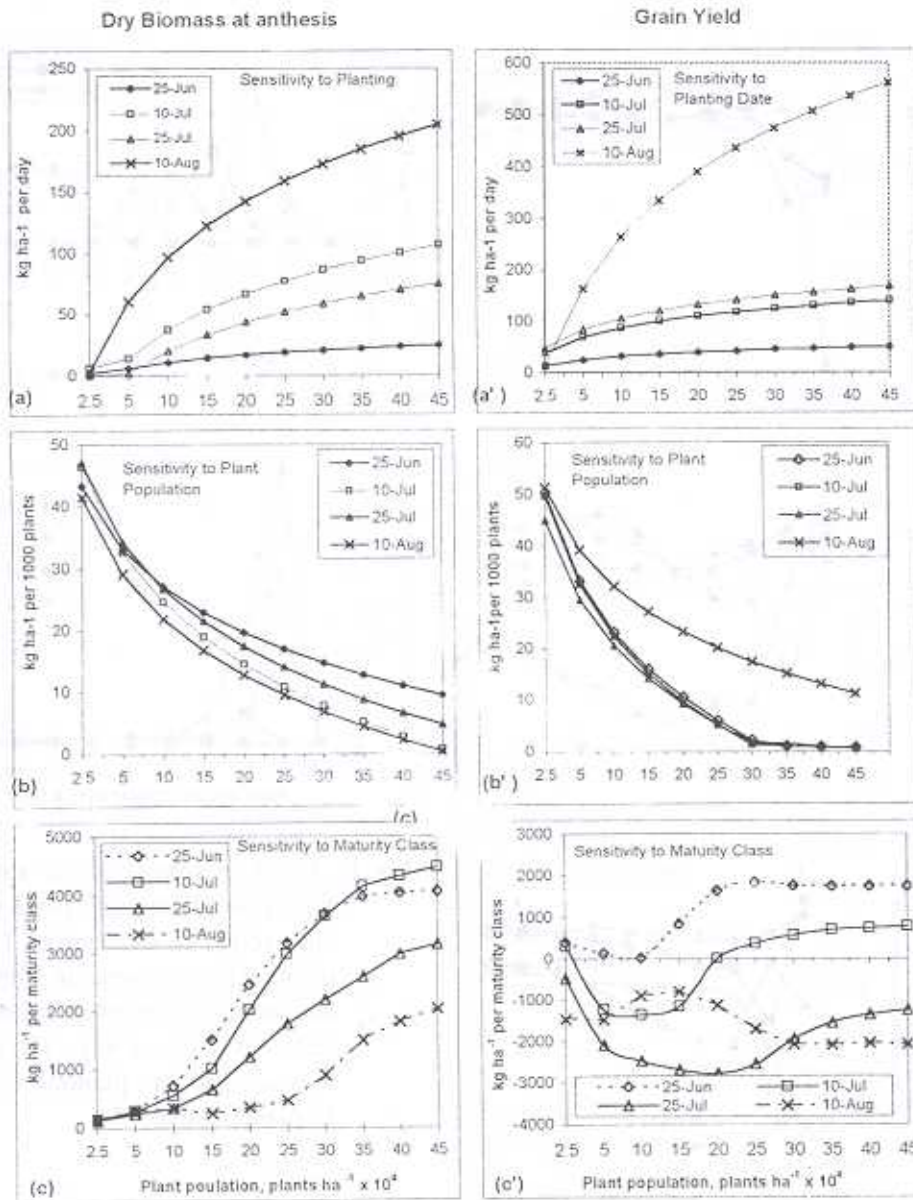 Dry Biomass at anthesis
Grain Yield
250
200
150
100
50
0
kg ha-1 per day
Sensitivity to Planting
25-Jun
10-Jul
25-Jul
10-Aug
2.5 5 10 15 20 25 30 35 40 45
(a)
600
500
400
300
200
100
0
kg ha-1 per day
Sensitivity to
Planting Date
25-Jun
10-Jul
25-Jul
10-Aug
2.5 5 10 15 20 25 30 35 40 45
(a')
50
40
30
20
10
0
kg ha-1 per 1000 plants
Sensitivity to Plant
Population
25-Jun
10-Jul
25-Jul
10-Aug
2.5 5 10 15 20 25 30 35 40 45
(b)
60
50
40
30
20
10
0
kg ha-1 per 1000 plants
Sensitivity to Plant
Population
25-Jun
10-Jul
25-Jul
10-Aug
2.5 5 10 15 20 25 30 35 40 45
(b')
(c)
5000
4000
3000
2000
1000
0
kg ha-1 per maturity class
Sensitivity to Maturity Class
25-Jun
10-Jul
25-Jul
10-Aug
2.5 5 10 15 20 25 30 35 40 45
(c)
Plant poulation, plants ha-1 x 10⁴
3000
2000
1000
0
-1000
-2000
-3000
-4000
kg ha-1 per maturity class
Sensitivity to Maturity Class
25-Jun 10-Jul
25-Jul 10-Aug
2.5 5 10 15 20 25 30 35 40 45
(c')
Plant population, plants ha-1 x 10⁴